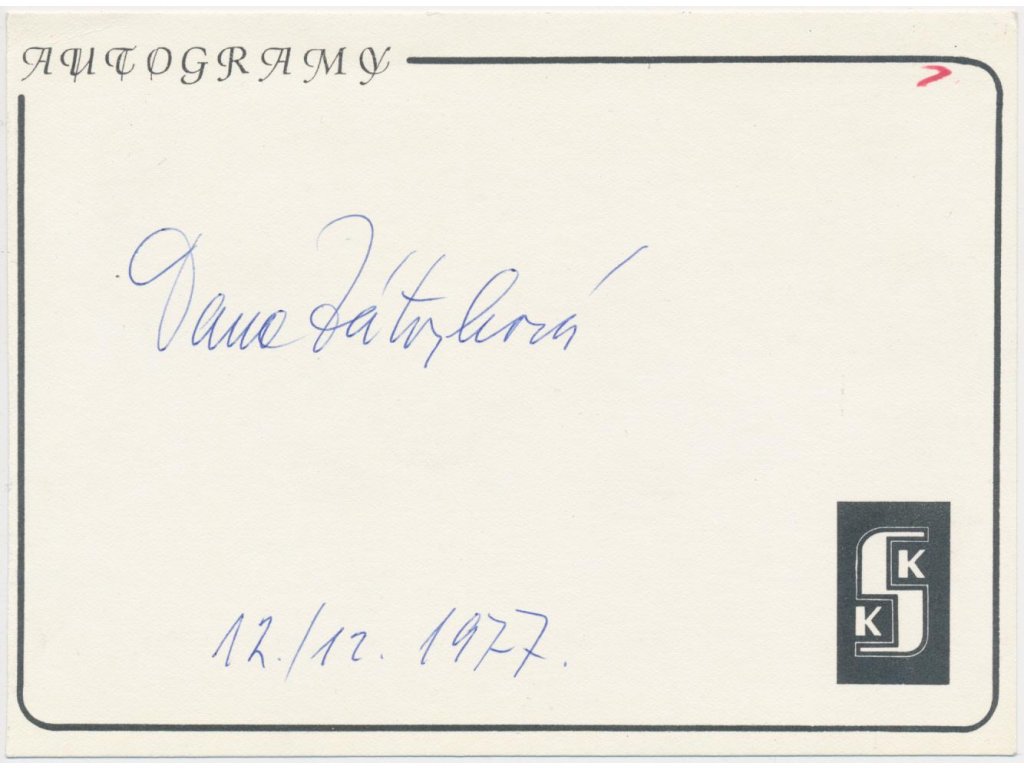 AUTOGRAMY
Dana Zátopková
12./12. 1977.
K
S
K